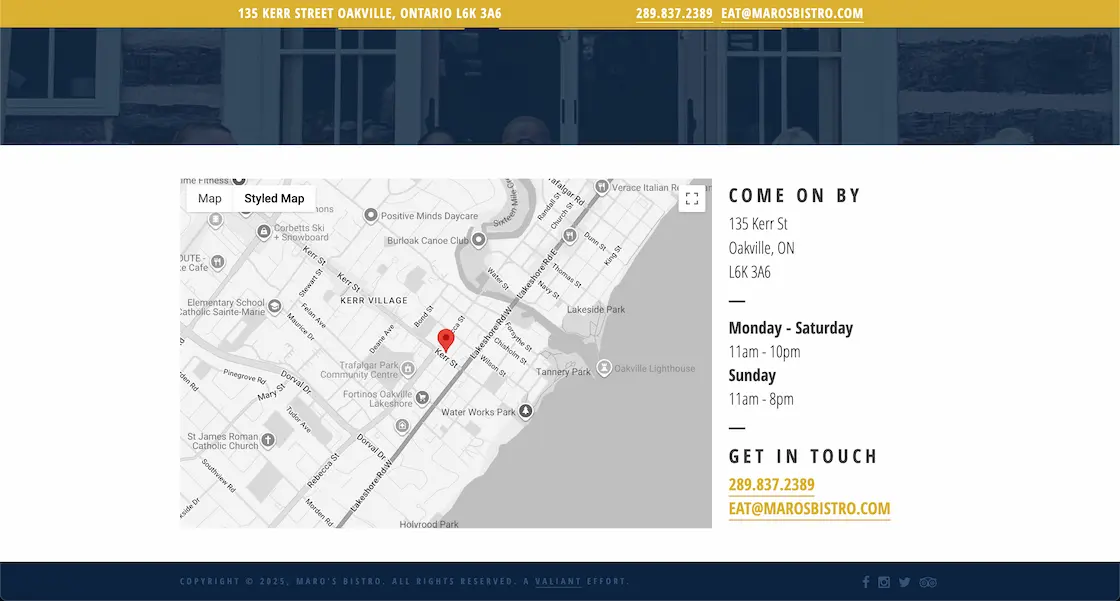 135 KERR STREET OAKVILLE, ONTARIO L6K 3A6
289.837.2389 EAT@MAROSBISTRO.COM
Map
Styled Map
Verace Italian
Trafalgar Rd
Sixteen Mile
Randall St
Church St
Positive Minds Daycare
Corbetts Ski
+ Snowboard
Burloak Canoe Club
Dunn St
King St
Kerr St
Kerr St
Cafe
Stewart St
Lakeshore Rd E
Thomas St
Water St
Navy St
KERR VILLAGE
Elementary School
Catholic Sainte-Marie
Felan Ave
Maurice Dr
Bond St
Deane Ave
Lakeside Park
Lakeshore Rd W
Forsythe St
Chisholm St
Kerr St
Wilson St
Trafalgar Park
Community Centre
Tannery Park
Oakville Lighthouse
Pinegrove Rd
Dorval Dr
Mary St
Fortinos Oakville
Lakeshore
Water Works Park
Tudor Ave
St James Roman
Catholic Church
Dorval Dr
Rebecca St
Southview Rd
Lakeshore Rd W
Morden Rd
Holyrood Park
COME ON BY
135 Kerr St
Oakville, ON
L6K 3A6
Monday - Saturday
11am - 10pm
Sunday
11am - 8pm
GET IN TOUCH
289.837.2389
EAT@MAROSBISTRO.COM
COPYRIGHT © 2025, MARO'S BISTRO. ALL RIGHTS RESERVED. A VALIANT EFFORT.